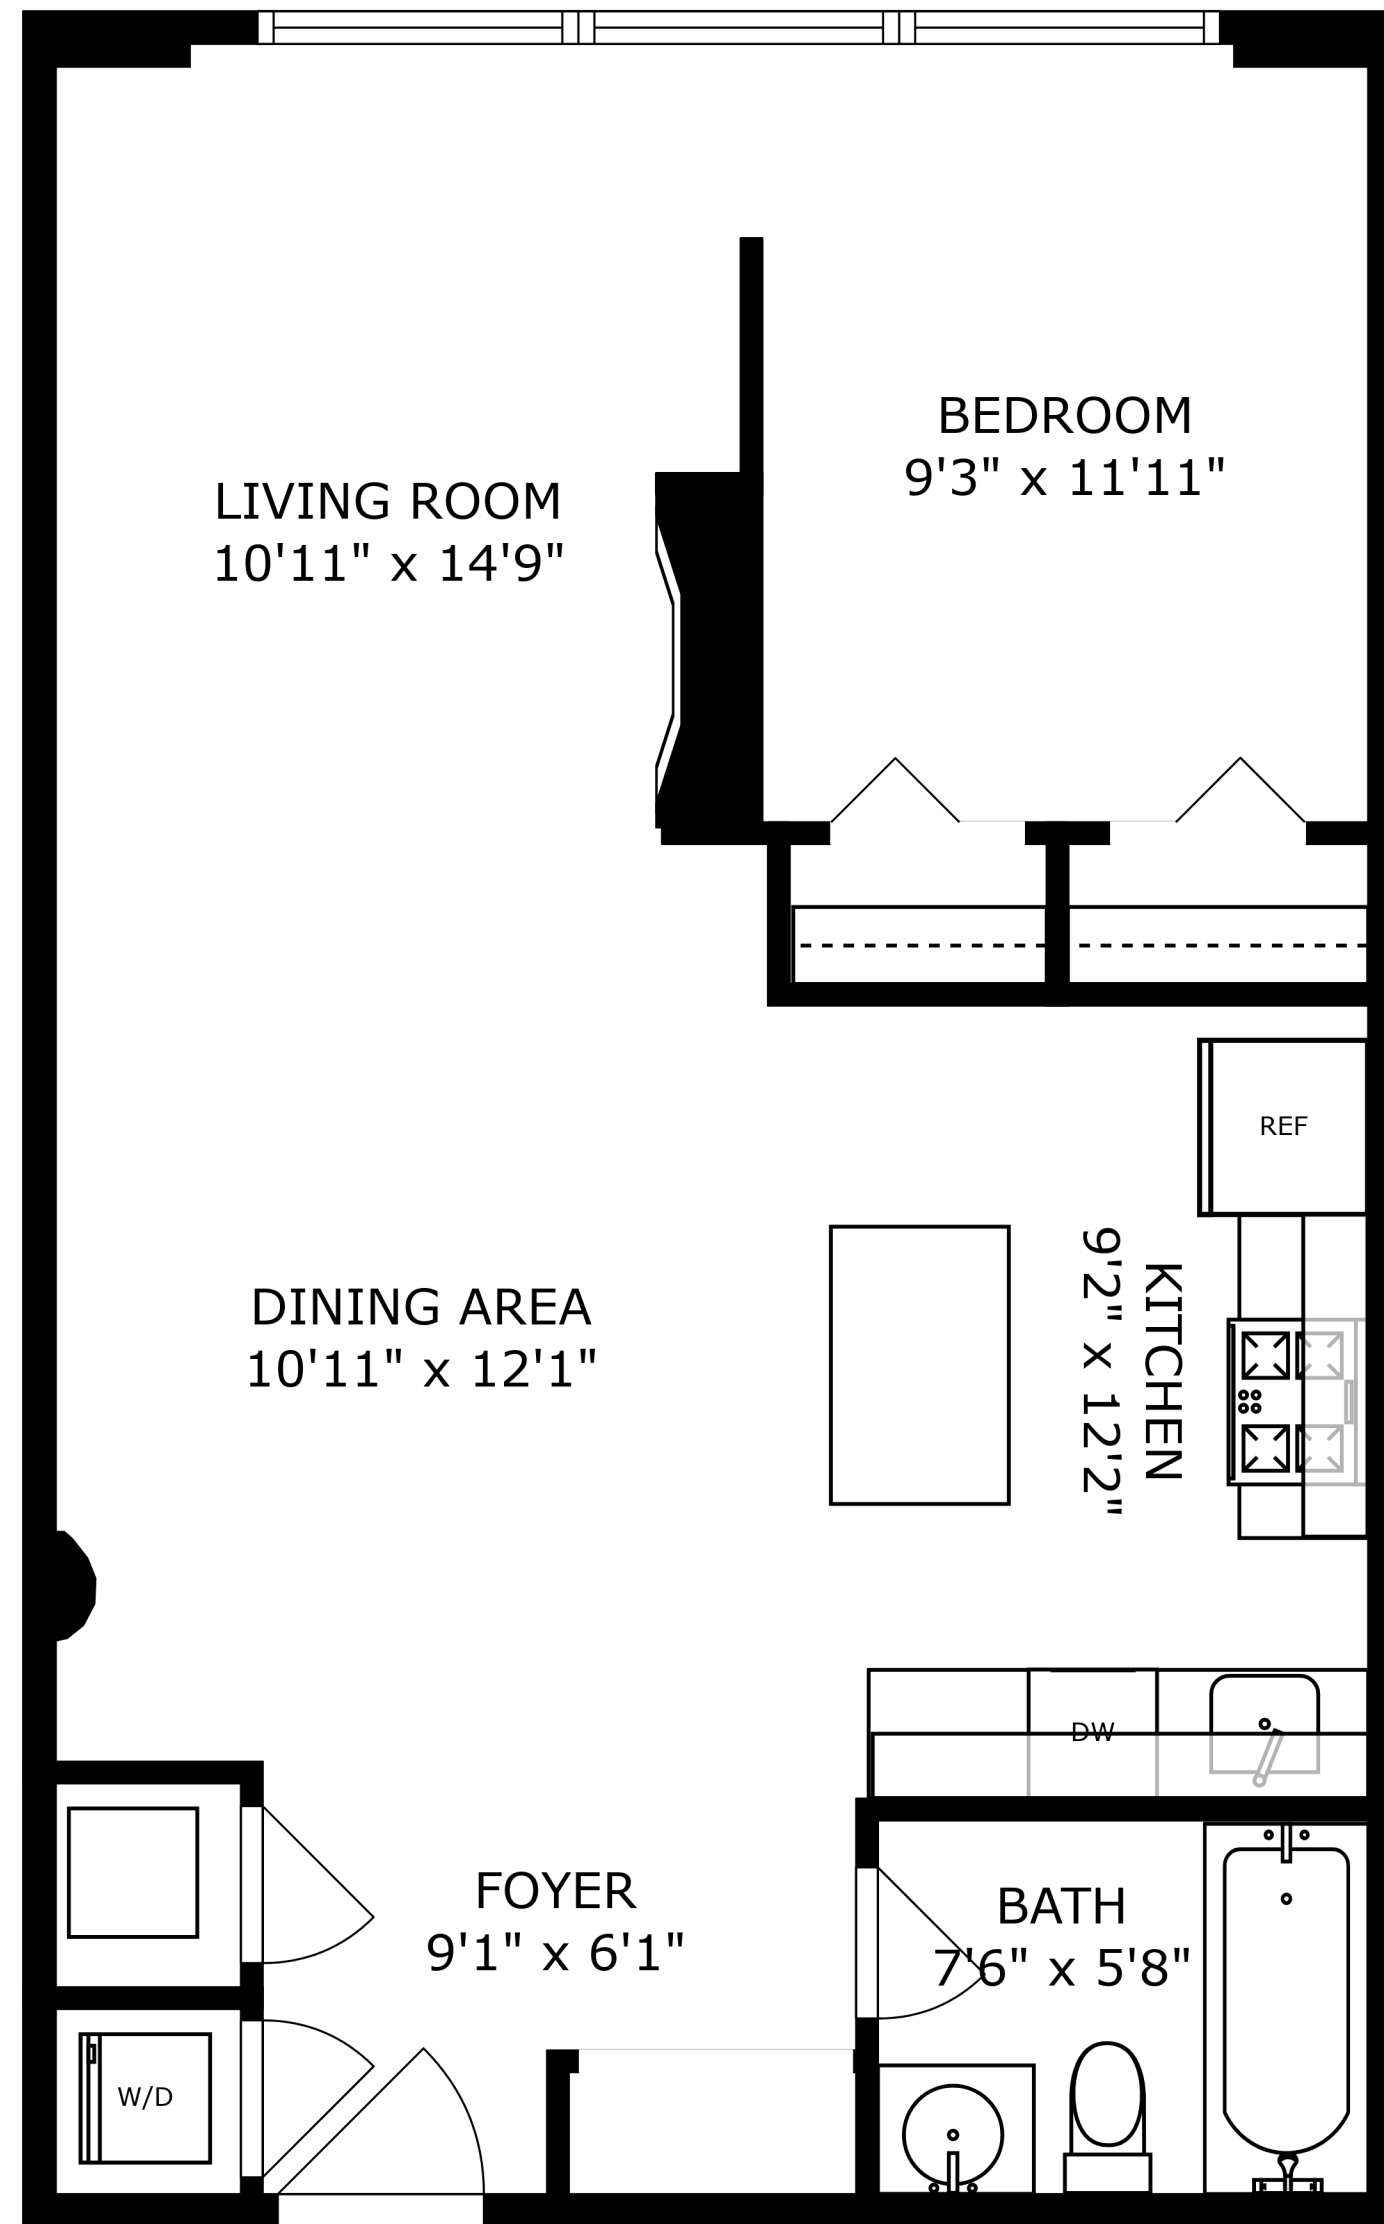 BEDROOM
9'3" x 11'11"
LIVING ROOM
10'11" x 14'9"
REF
KITCHEN
9'2" x 12'2"
DINING AREA
10'11" x 12'1"
DW
FOYER
9'1" x 6'1"
BATH
7'6" x 5'8"
W/D